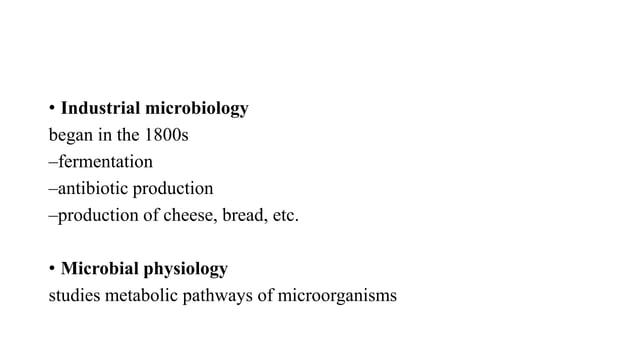 • Industrial microbiology
began in the 1800s
–fermentation
–antibiotic production
–production of cheese, bread, etc.
• Microbial physiology
studies metabolic pathways of microorganisms